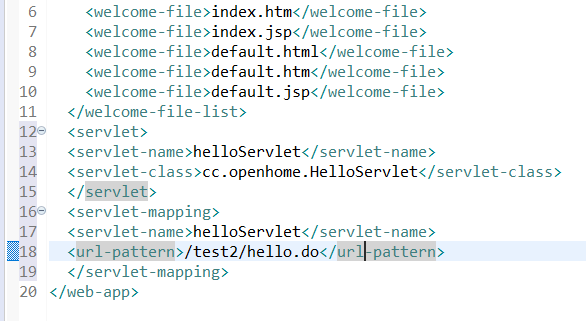 6 <welcome-file>index.htm</welcome-file>
7 <welcome-file>index.jsp</welcome-file>
8 <welcome-file>default.html</welcome-file>
9 <welcome-file>default.htm</welcome-file>
10 <welcome-file>default.jsp</welcome-file>
11 </welcome-file-list>
12 <servlet>
13 <servlet-name>helloServlet</servlet-name>
14 <servlet-class>cc.openhome.HelloServlet</servlet-class>
15 </servlet>
16 <servlet-mapping>
17 <servlet-name>helloServlet</servlet-name>
18 <url-pattern>/test2/hello.do</url-pattern>
19 </servlet-mapping>
20 </web-app>